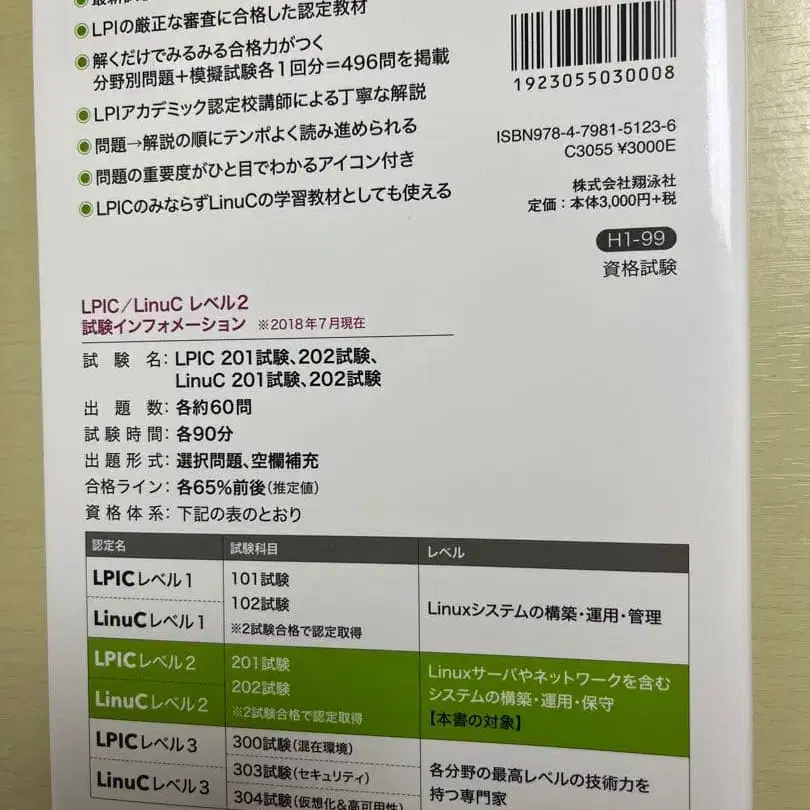 LPIの厳正な審査に合格した認定教材
解くだけでみるみる合格力がつく
分野別問題＋模擬試験各1回分＝496問を掲載
LPIアカデミック認定校講師による丁寧な解説
問題→解説の順にテンポよく読み進められる
問題の重要度がひと目でわかるアイコン付き
LPICのみならずLinuCの学習教材としても使える
1923055030008
ISBN978-4-7981-5123-6
C3055 ¥3000E
株式会社翔泳社
定価：本体3,000円+税
H1-99
資格試験
LPIC／LinuC レベル2
試験インフォメーション ※2018年7月現在
試験名：LPIC 201試験、202試験、
LinuC 201試験、202試験
出題数：各約60問
試験時間：各90分
出題形式：選択問題、空欄補充
合格ライン：各65%前後（推定値）
資格体系：下記の表のとおり
認定名 試験科目 レベル
LPICレベル1
LinuCレベル1
101試験
102試験
※2試験合格で認定取得
Linuxシステムの構築・運用・管理
LPICレベル2
LinuCレベル2
201試験
202試験
※2試験合格で認定取得
Linuxサーバやネットワークを含む
システムの構築・運用・保守
【本書の対象】
LPICレベル3
LinuCレベル3
300試験（混在環境）
303試験（セキュリティ）
304試験（仮想化＆高可用性）
各分野の最高レベルの技術力を
持つ専門家